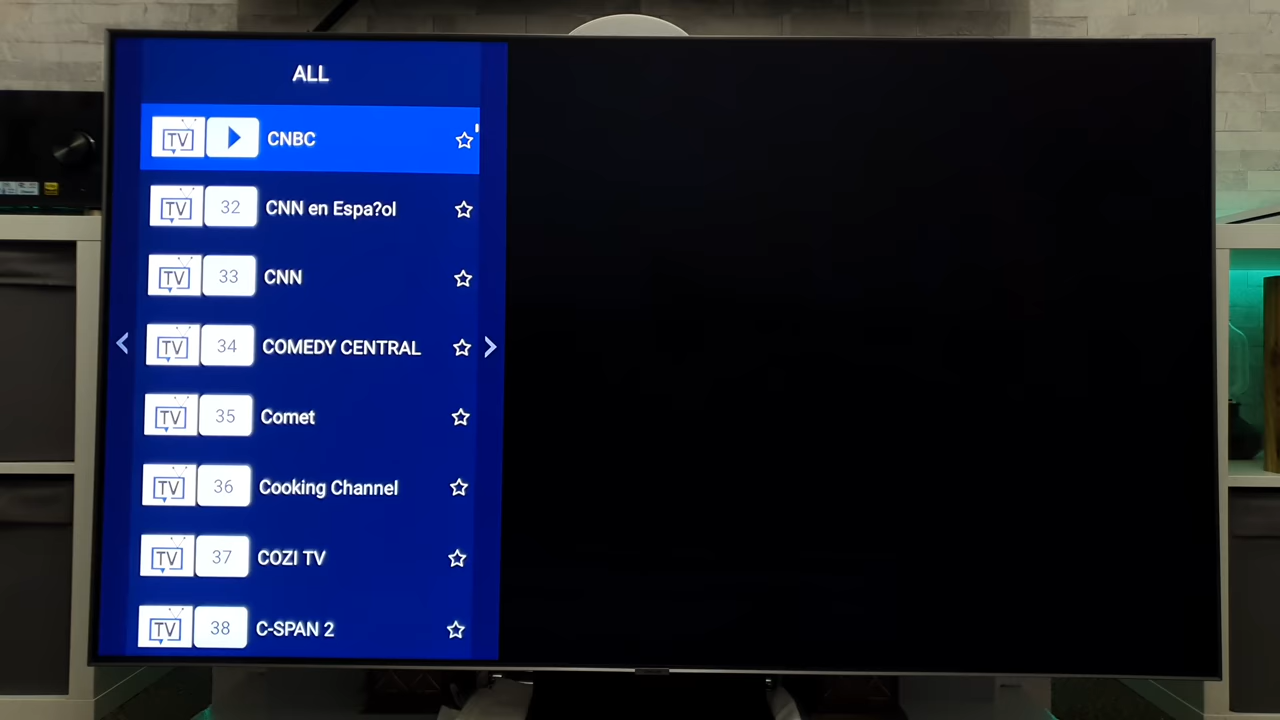 ALL
TV CNBC
TV 32 CNN en Espa?ol
TV 33 CNN
TV 34 COMEDY CENTRAL
TV 35 Comet
TV 36 Cooking Channel
TV 37 COZI TV
TV 38 C-SPAN 2